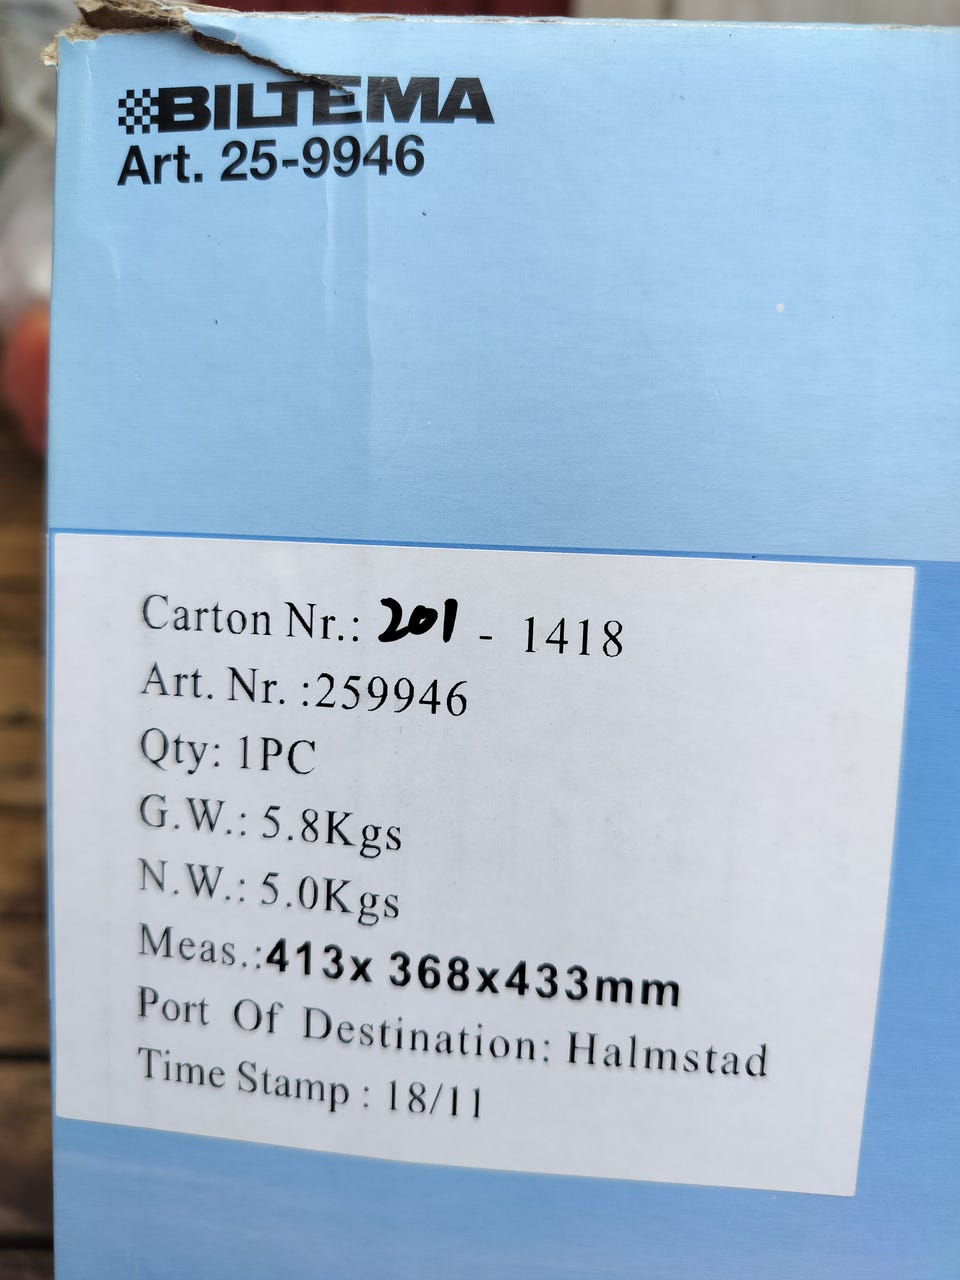 BILTEMA
Art. 25-9946
Carton Nr.: 201 - 1418
Art. Nr. :259946
Qty: 1PC
G.W.: 5.8Kgs
N.W.: 5.0Kgs
Meas.:413x 368x433mm
Port Of Destination: Halmstad
Time Stamp : 18/11